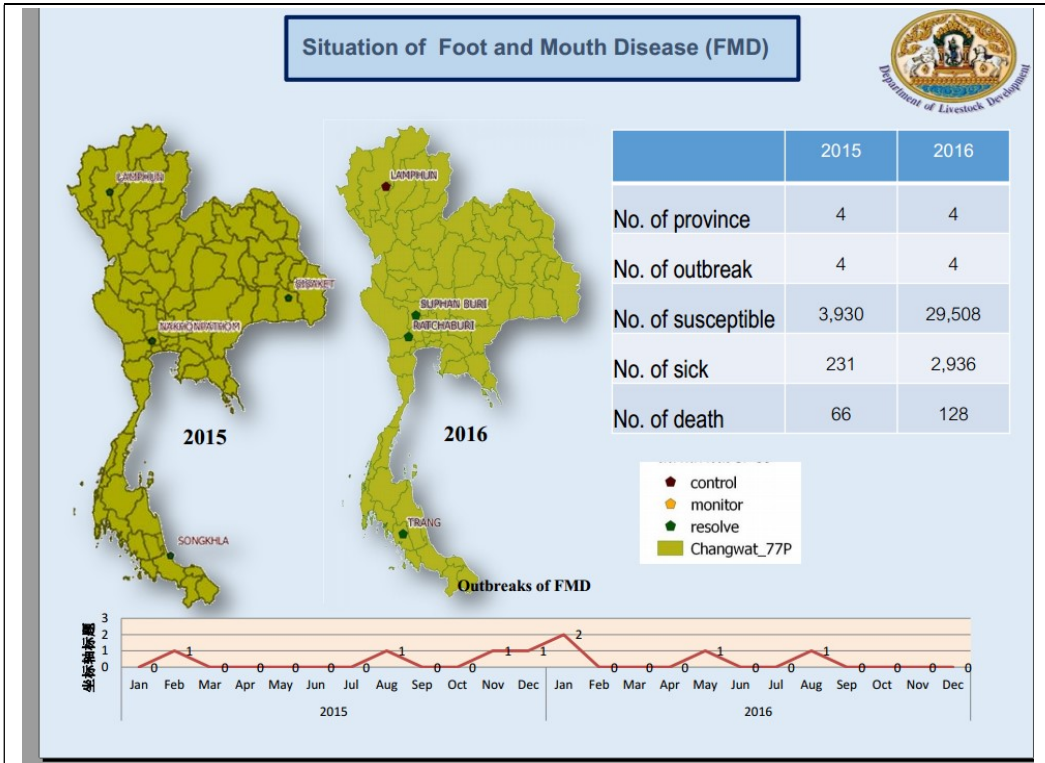 Situation of Foot and Mouth Disease (FMD)
Department of Livestock Development
LAMPHUN
SISAKET
NAKHONPATHOM
2015
SONGKHLA
LAMPHUN
SUPHAN BURI
RATCHABURI
2016
TRANG
2015 2016
No. of province 4 4
No. of outbreak 4 4
No. of susceptible 3,930 29,508
No. of sick 231 2,936
No. of death 66 128
control
monitor
resolve
Changwat_77P
Outbreaks of FMD
坐标轴标题
3
2
1
0
0 1 0 0 0 0 0 1 0 0 1 1 2 0 0 0 1 0 0 1 0 0 0 0
Jan Feb Mar Apr May Jun Jul Aug Sep Oct Nov Dec Jan Feb Mar Apr May Jun Jul Aug Sep Oct Nov Dec
2015 2016